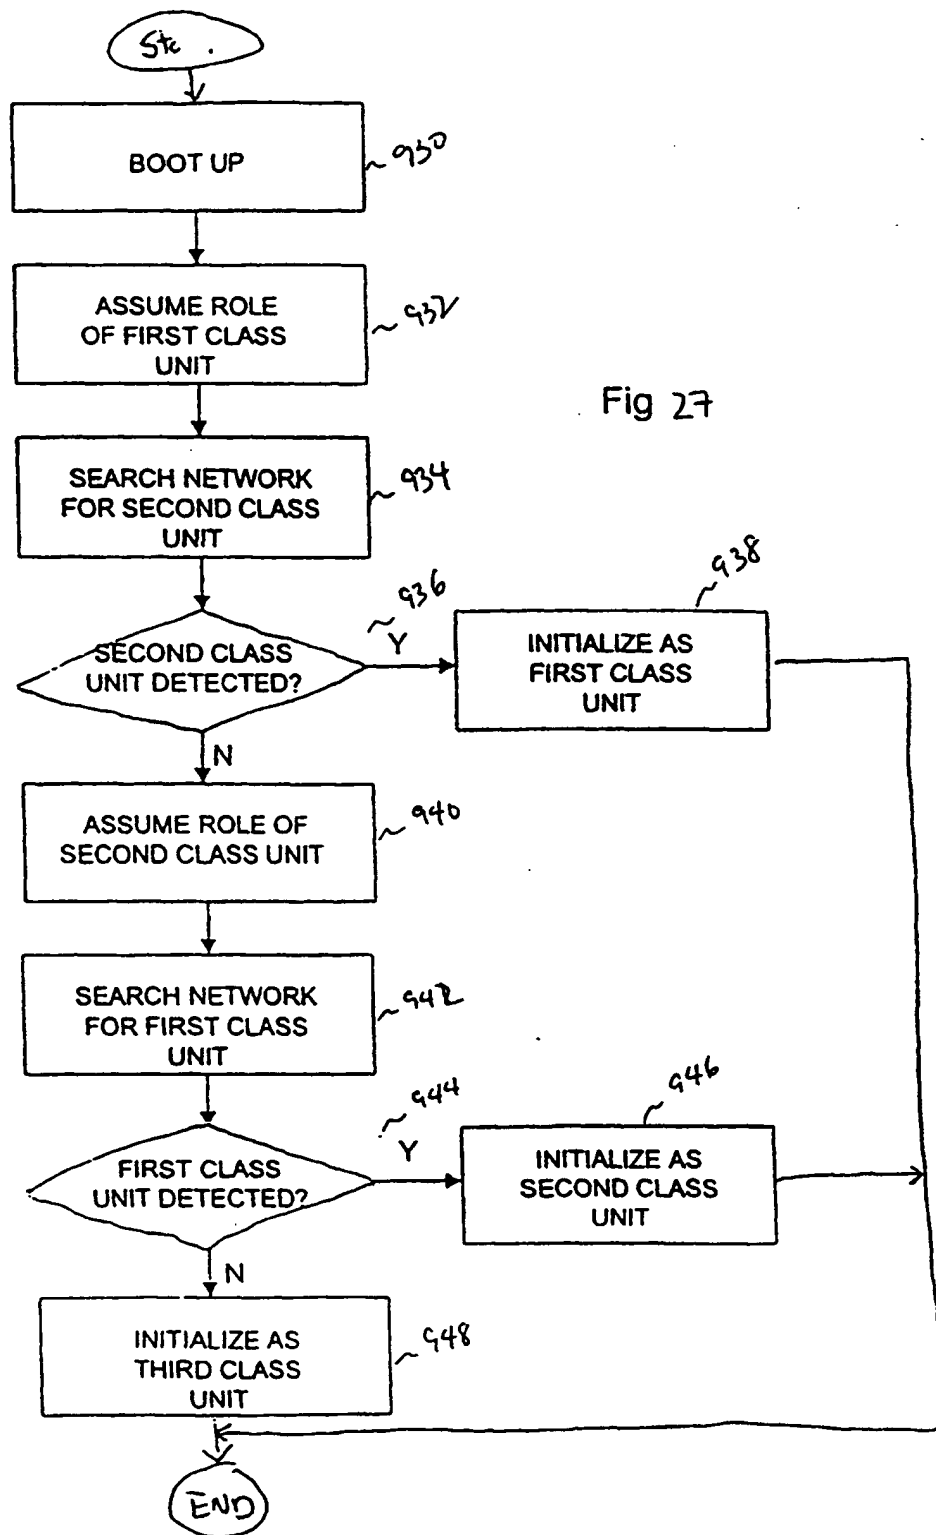 BOOT UP
930
ASSUME ROLE
OF FIRST CLASS
UNIT
932
Fig 27
SEARCH NETWORK
FOR SECOND CLASS
UNIT
934
936
SECOND CLASS
UNIT DETECTED?
Y
938
INITIALIZE AS
FIRST CLASS
UNIT
N
ASSUME ROLE OF
SECOND CLASS UNIT
940
SEARCH NETWORK
FOR FIRST CLASS
UNIT
942
944
FIRST CLASS
UNIT DETECTED?
Y
946
INITIALIZE AS
SECOND CLASS
UNIT
N
INITIALIZE AS
THIRD CLASS
UNIT
948
END